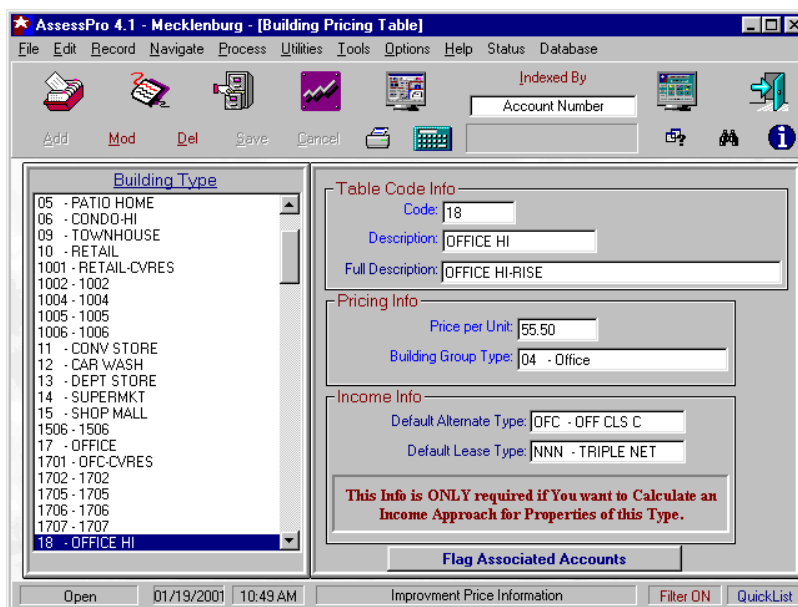 AssessPro 4.1 - Mecklenburg - [Building Pricing Table]
File Edit Record Navigate Process Utilities Tools Options Help Status Database
Indexed By
Account Number
Add Mod Del Save Cancel
Building Type
05 - PATIO HOME
06 - CONDO-HI
09 - TOWNHOUSE
10 - RETAIL
1001 - RETAIL-CVRES
1002 - 1002
1004 - 1004
1005 - 1005
1006 - 1006
11 - CONV STORE
12 - CAR WASH
13 - DEPT STORE
14 - SUPERMKT
15 - SHOP MALL
1506 - 1506
17 - OFFICE
1701 - OFC-CVRES
1702 - 1702
1705 - 1705
1706 - 1706
1707 - 1707
18 - OFFICE HI
Table Code Info
Code: 18
Description: OFFICE HI
Full Description: OFFICE HI-RISE
Pricing Info
Price per Unit: 55.50
Building Group Type: 04 - Office
Income Info
Default Alternate Type: OFC - OFF CLS C
Default Lease Type: NNN - TRIPLE NET
This Info is ONLY required if You want to Calculate an
Income Approach for Properties of this Type.
Flag Associated Accounts
Open 01/19/2001 10:49 AM Improvment Price Information Filter ON QuickList